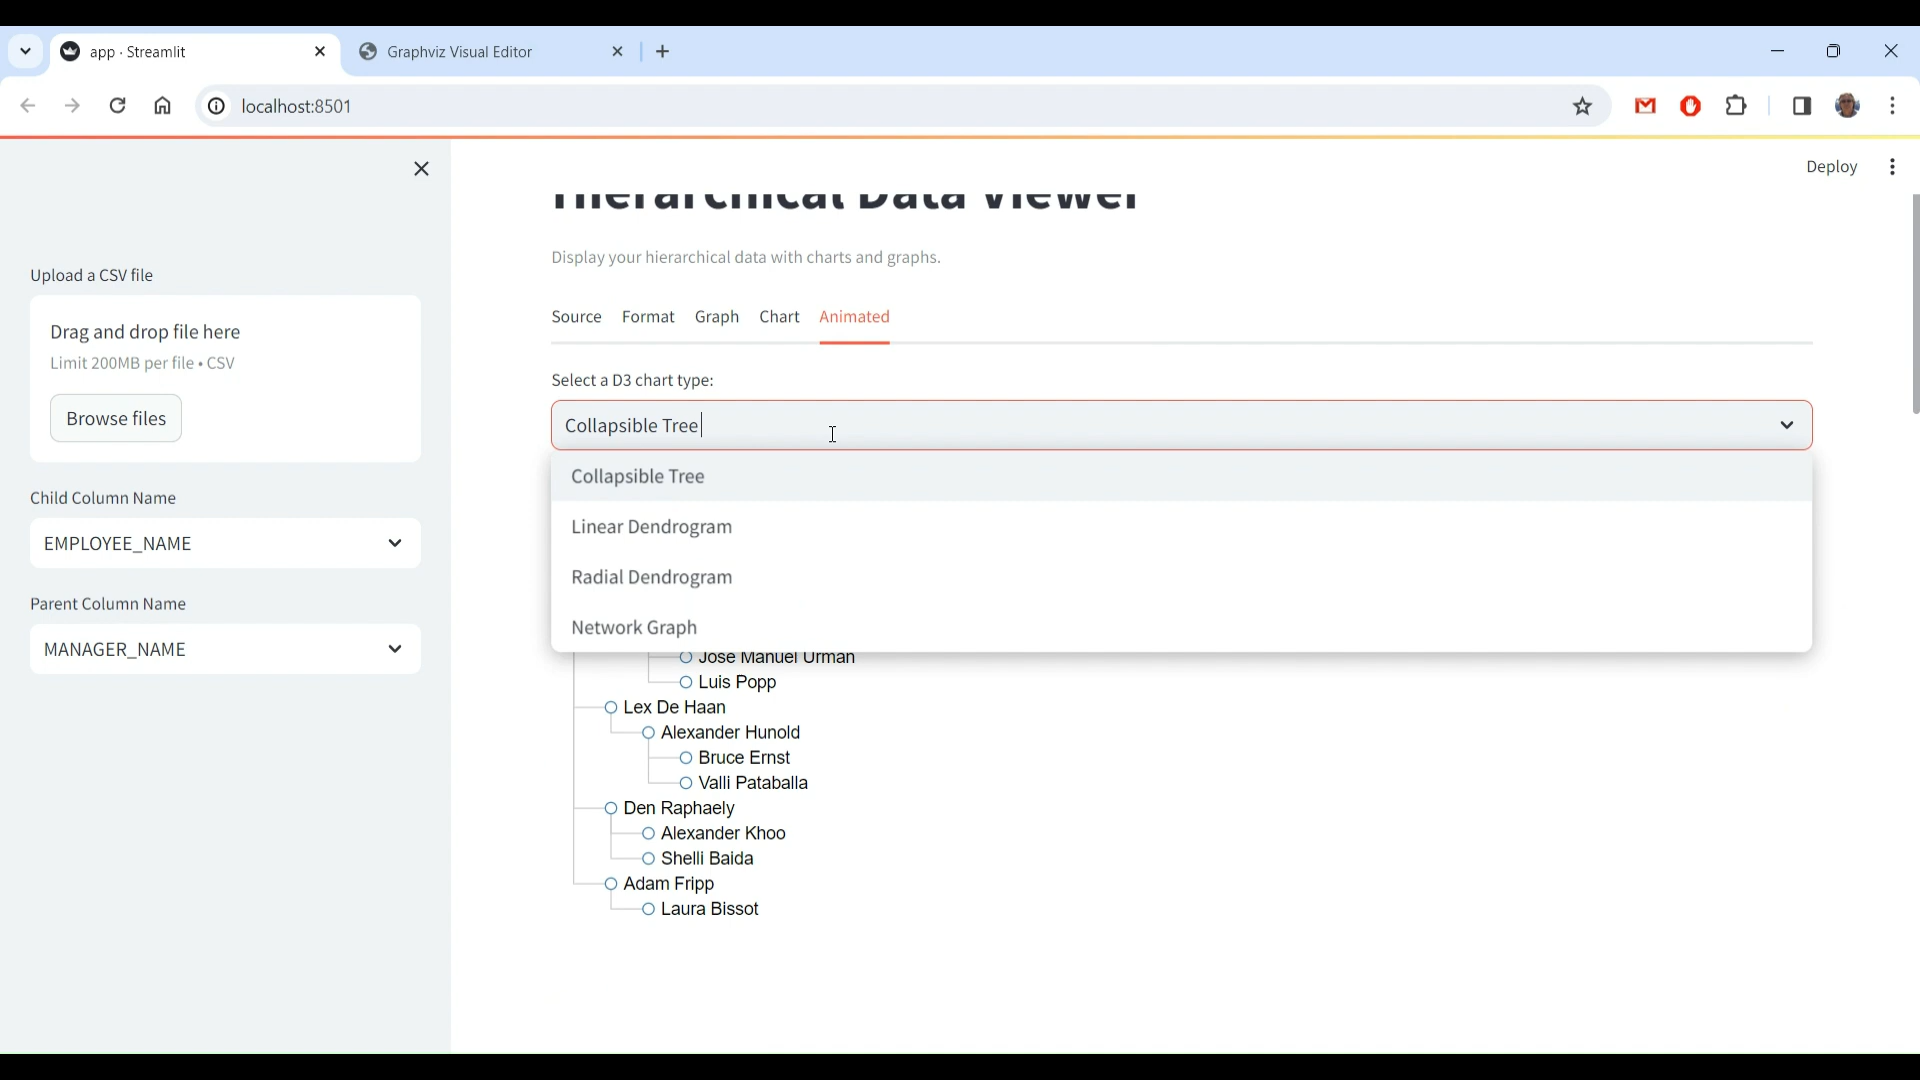 app · Streamlit
Graphviz Visual Editor
localhost:8501
Deploy
Upload a CSV file
Drag and drop file here
Limit 200MB per file • CSV
Browse files
Child Column Name
EMPLOYEE_NAME
Parent Column Name
MANAGER_NAME
Hierarchical Data Viewer
Display your hierarchical data with charts and graphs.
Source Format Graph Chart Animated
Select a D3 chart type:
Collapsible Tree
Collapsible Tree
Linear Dendrogram
Radial Dendrogram
Network Graph
Jose Manuel Urman
Luis Popp
Lex De Haan
Alexander Hunold
Bruce Ernst
Valli Pataballa
Den Raphaely
Alexander Khoo
Shelli Baida
Adam Fripp
Laura Bissot